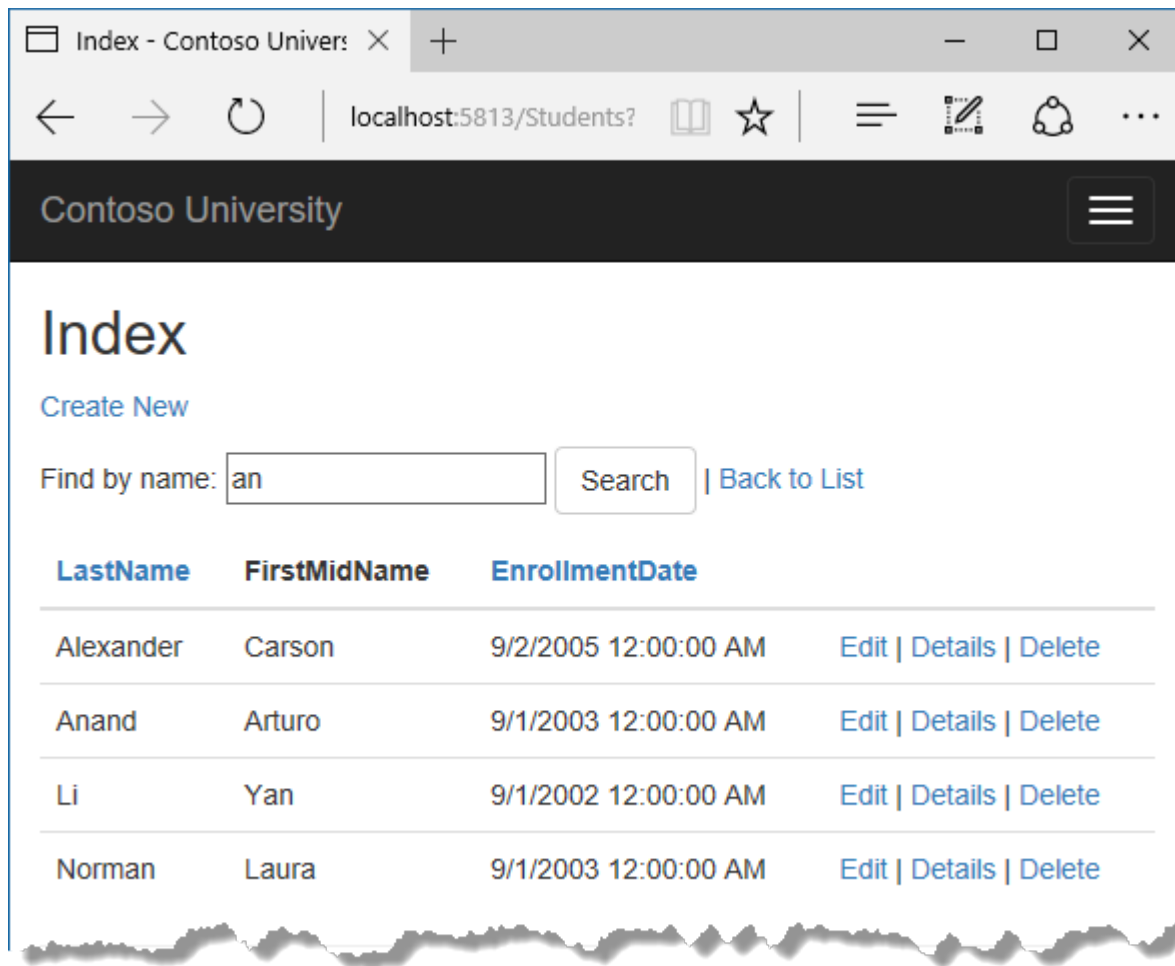 Index - Contoso Univers
localhost:5813/Students?
Contoso University
Index
Create New
Find by name: an Search | Back to List
LastName FirstMidName EnrollmentDate
Alexander Carson 9/2/2005 12:00:00 AM Edit | Details | Delete
Anand Arturo 9/1/2003 12:00:00 AM Edit | Details | Delete
Li Yan 9/1/2002 12:00:00 AM Edit | Details | Delete
Norman Laura 9/1/2003 12:00:00 AM Edit | Details | Delete